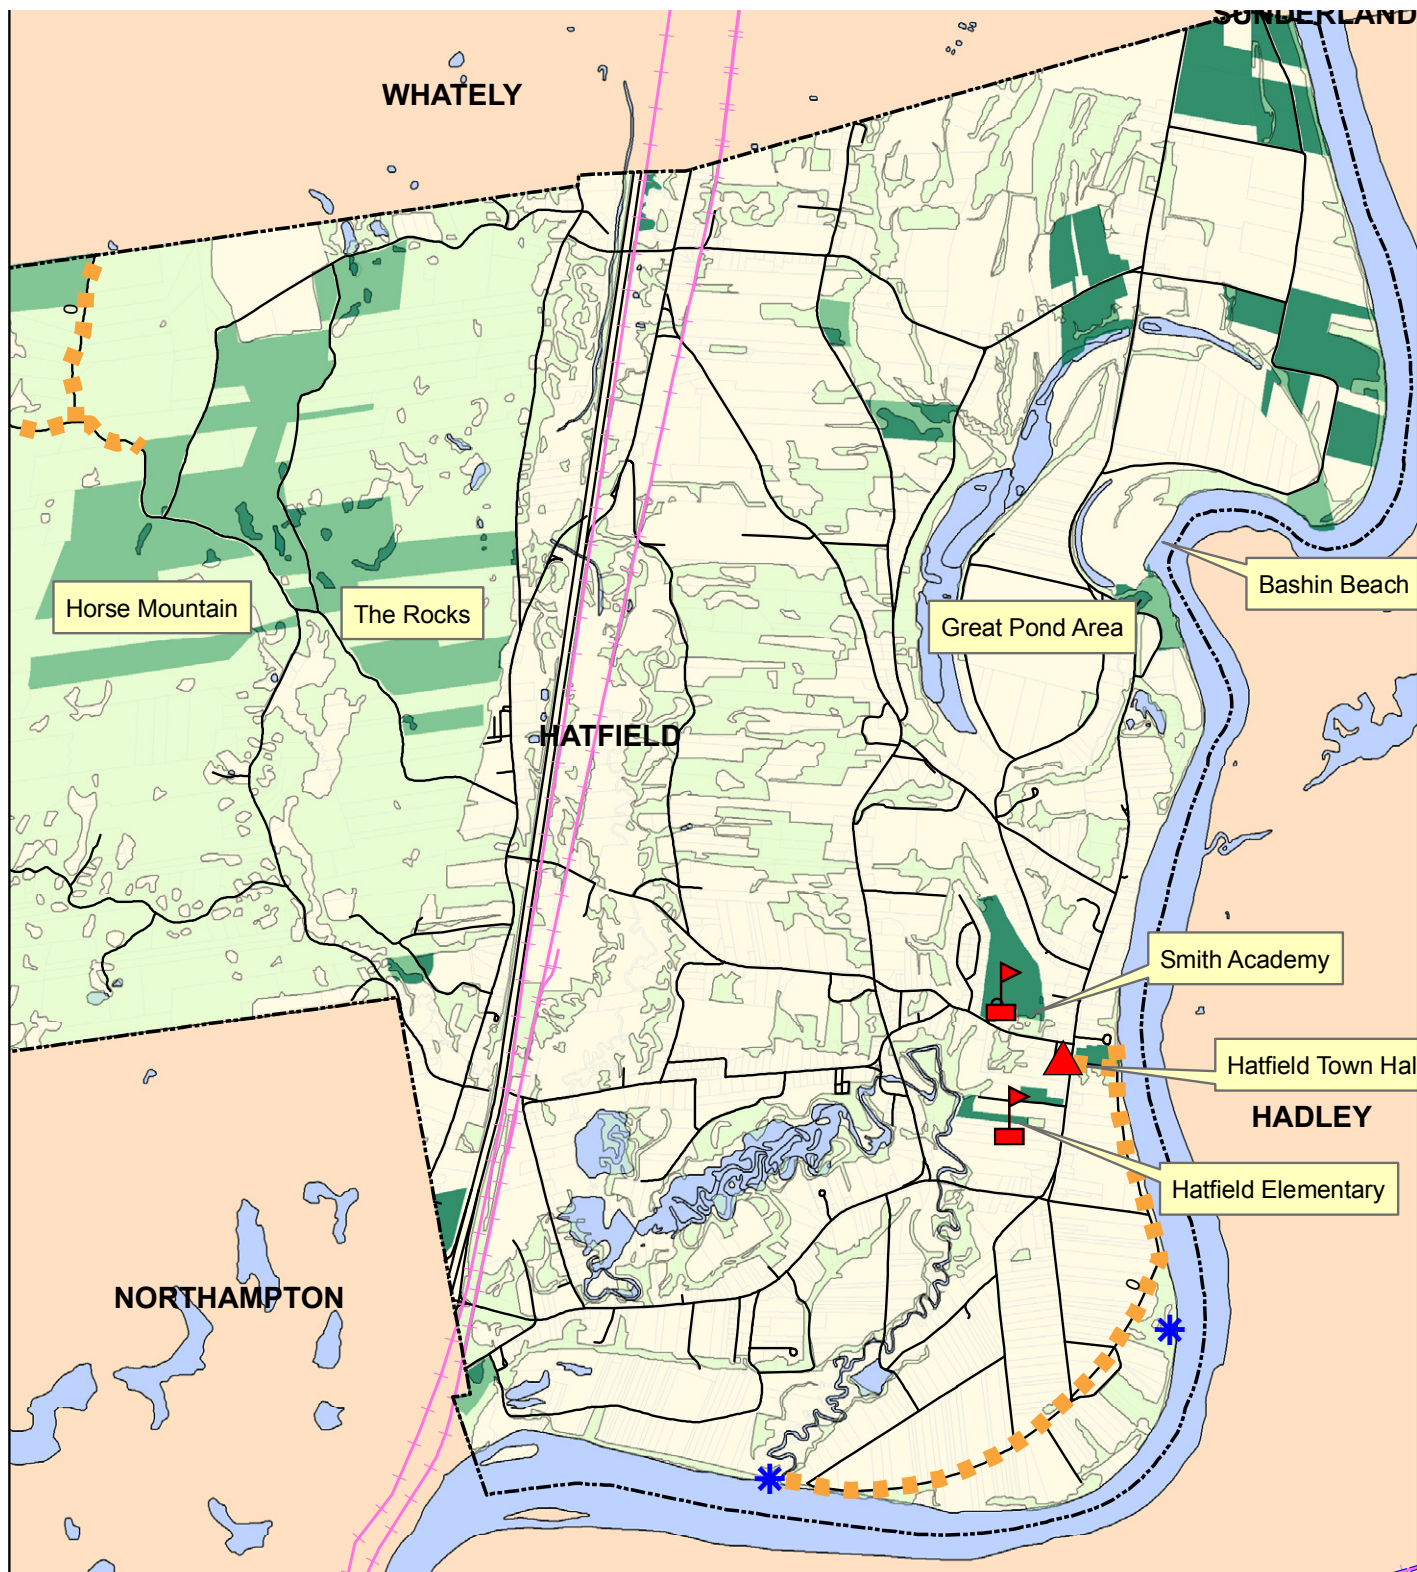 SUNDERLAND
WHATELY
Bashin Beach
Horse Mountain
The Rocks
Great Pond Area
HATFIELD
Smith Academy
Hatfield Town Hal
HADLEY
Hatfield Elementary
NORTHAMPTON